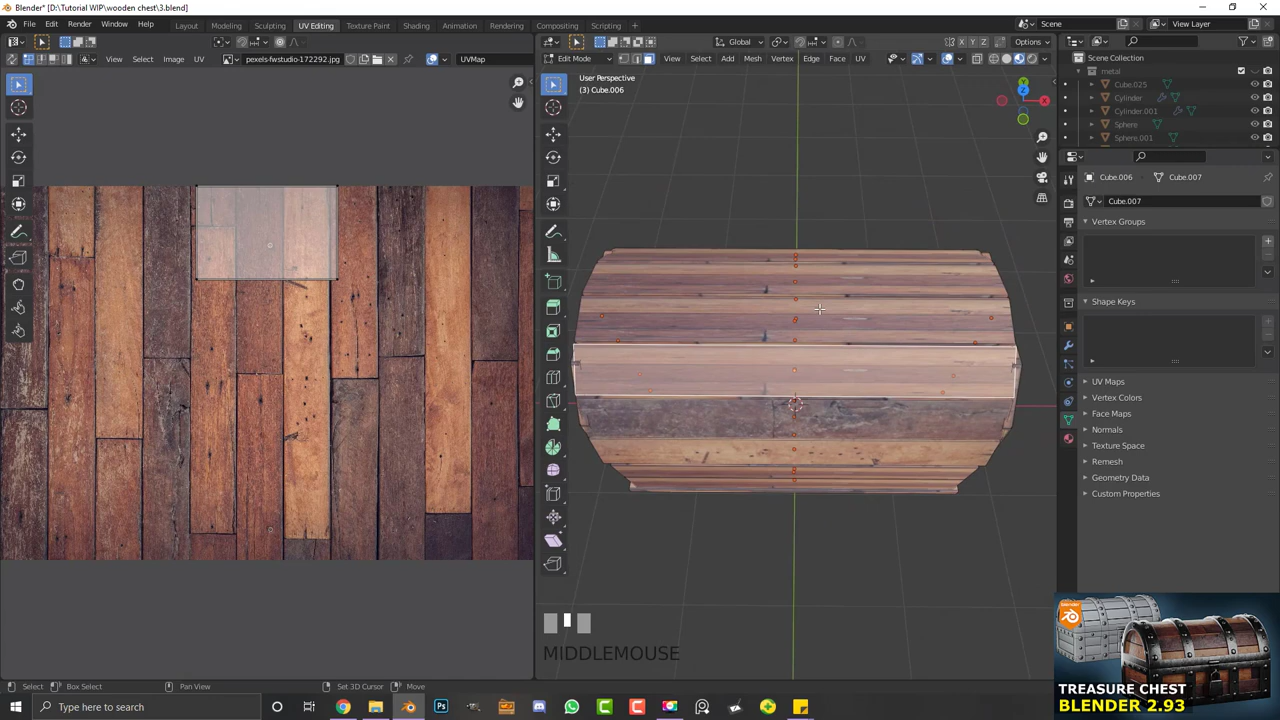 Blender* [D:\Tutorial WIP\wooden chest\3.blend]
File Edit Render Window Help Layout Modeling Sculpting UV Editing Texture Paint Shading Animation Rendering Compositing Scripting Scene View Layer
Global Options
View Select Image UV pexels-fwstudio-172292.jpg UVMap Edit Mode View Select Add Mesh Vertex Edge Face UV
Scene Collection
metal
Cube.025
Cylinder
Cylinder.001
Sphere
Sphere.001
User Perspective
(3) Cube.006
X Y Z
Cube.006 Cube.007
Cube.007
Vertex Groups
Shape Keys
UV Maps
Vertex Colors
Face Maps
Normals
Texture Space
Remesh
Geometry Data
Custom Properties
MIDDLEMOUSE
blender
TREASURE CHEST
BLENDER 2.93
Select Box Select Pan View Set 3D Cursor Move
Type here to search